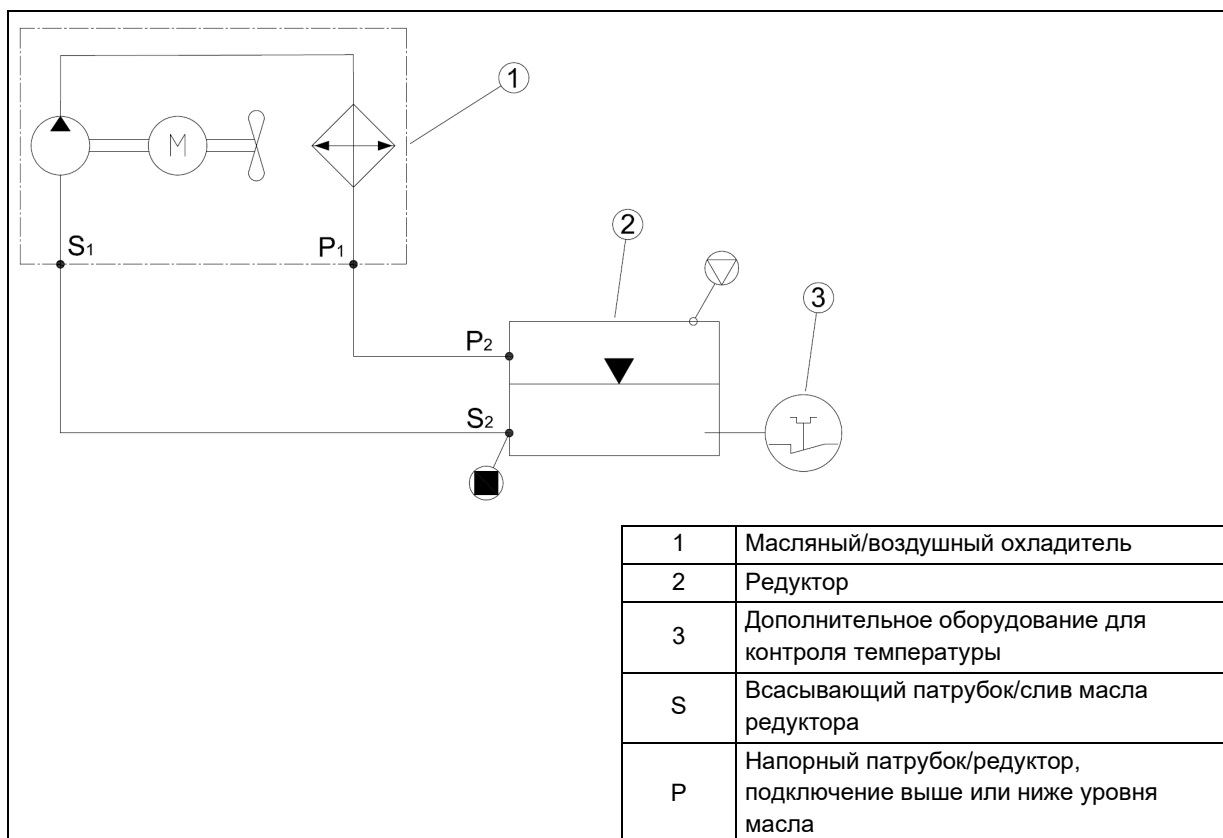 1
M
S1
P1
2
3
P2
S2
1 Масляный/воздушный охладитель
2 Редуктор
3 Дополнительное оборудование для
контроля температуры
S Всасывающий патрубок/слив масла
редуктора
P Напорный патрубок/редуктор,
подключение выше или ниже уровня
масла